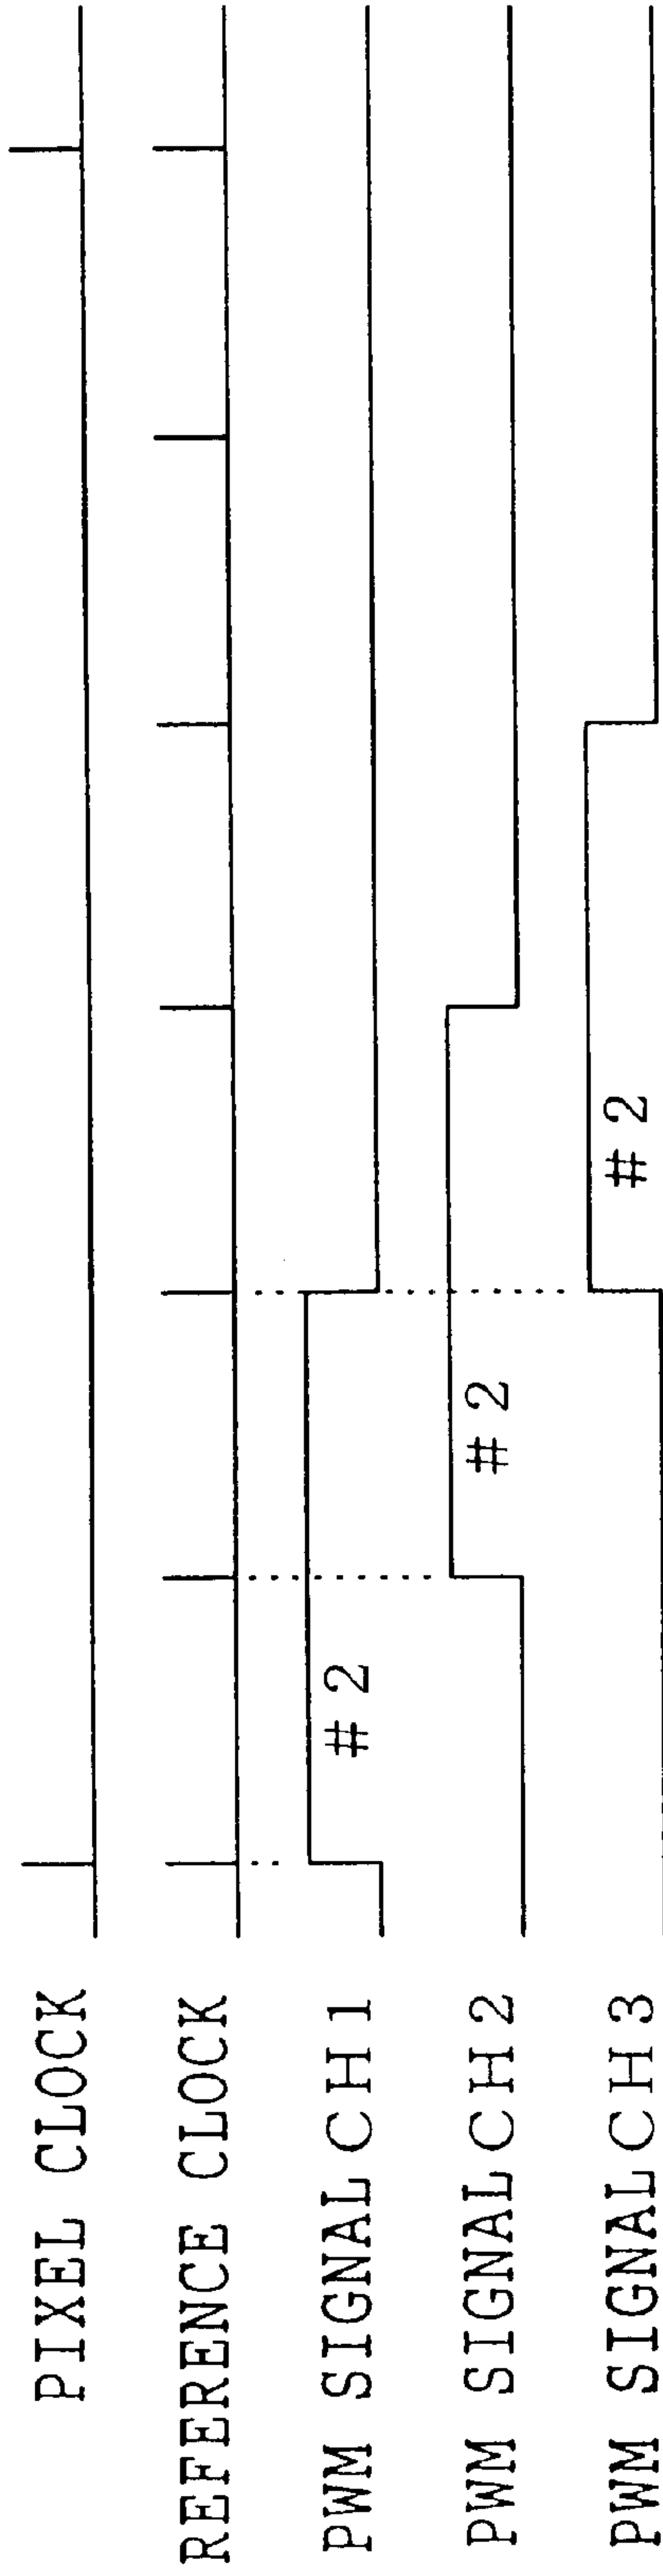 PIXEL CLOCK
REFERENCE CLOCK
PWM SIGNAL CH1
#2
PWM SIGNAL CH2
#2
PWM SIGNAL CH3
#2